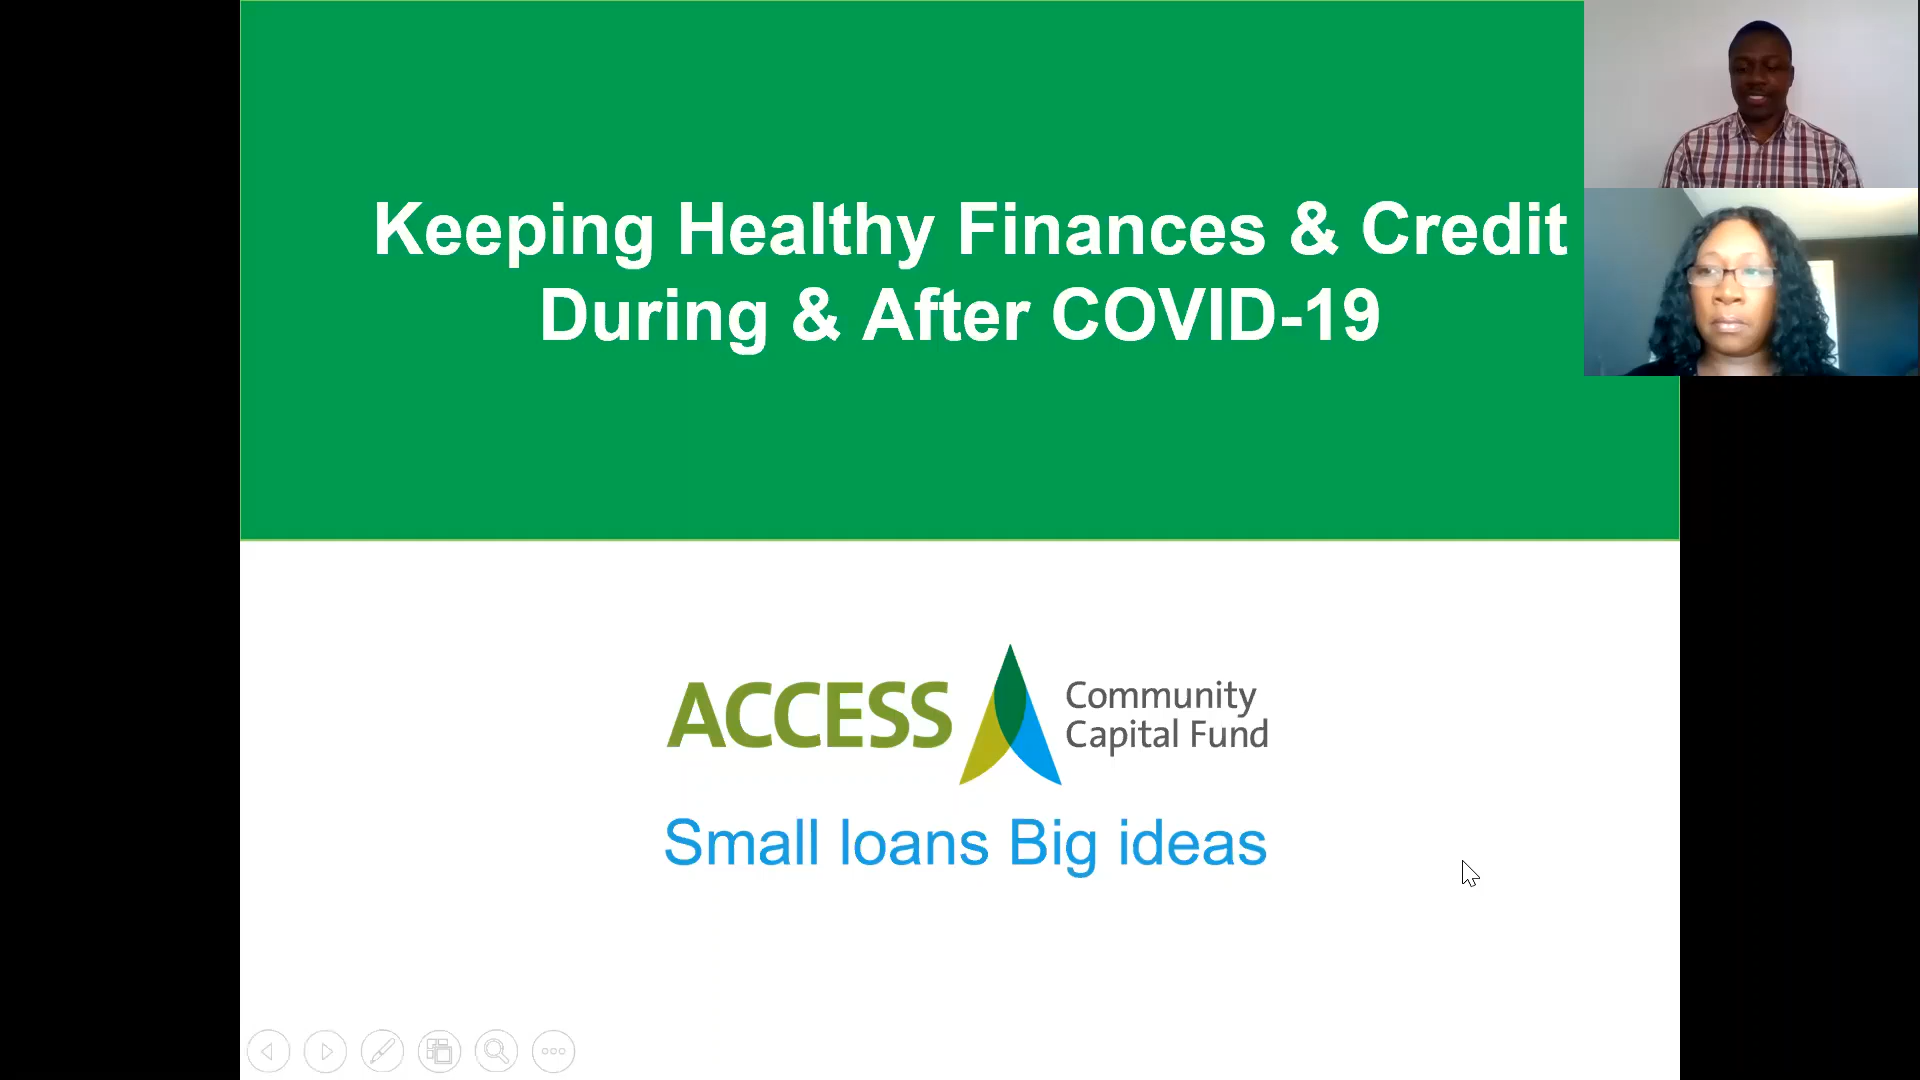 Keeping Healthy Finances & Credit
During & After COVID-19
ACCESS
Community
Capital Fund
Small loans Big ideas